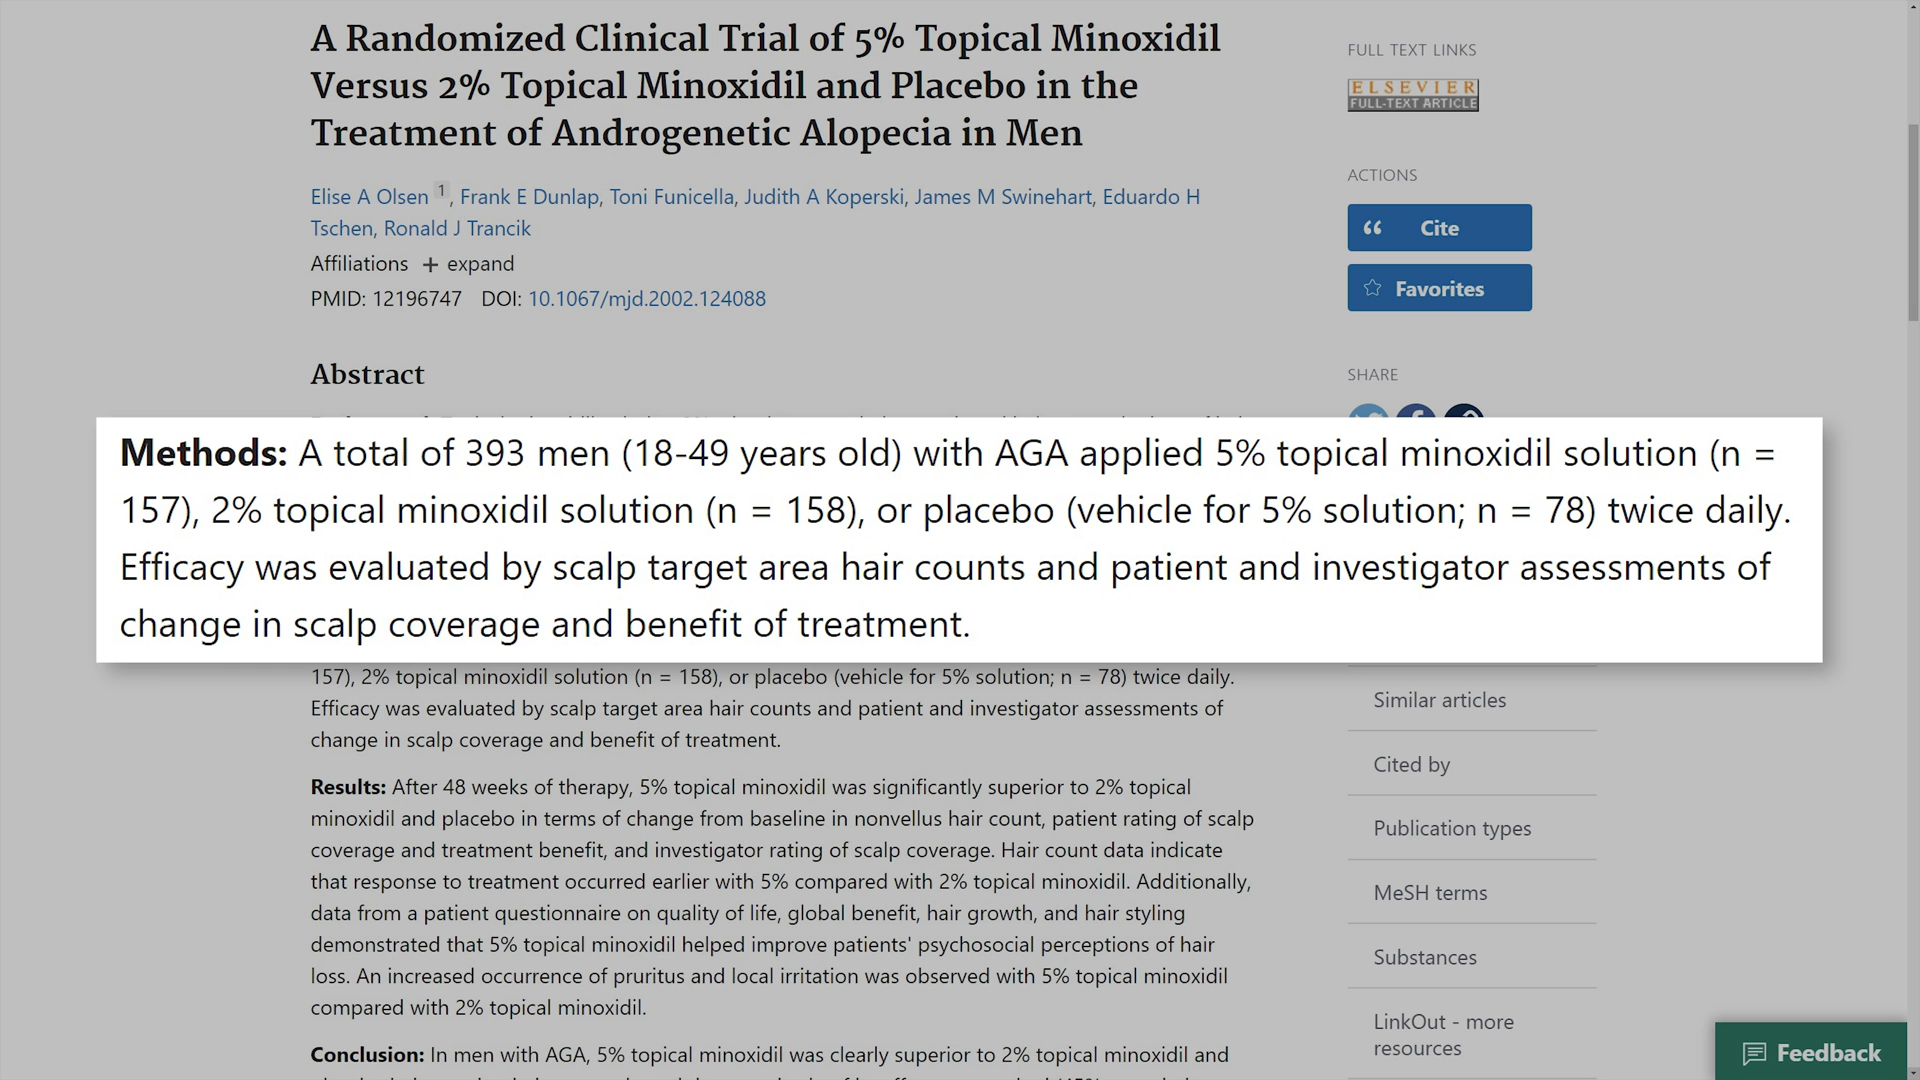 A Randomized Clinical Trial of 5% Topical Minoxidil
Versus 2% Topical Minoxidil and Placebo in the
Treatment of Androgenetic Alopecia in Men
Elise A Olsen 1, Frank E Dunlap, Toni Funicella, Judith A Koperski, James M Swinehart, Eduardo H
Tschen, Ronald J Trancik
Affiliations + expand
PMID: 12196747 DOI: 10.1067/mjd.2002.124088
Abstract
Methods: A total of 393 men (18-49 years old) with AGA applied 5% topical minoxidil solution (n =
157), 2% topical minoxidil solution (n = 158), or placebo (vehicle for 5% solution; n = 78) twice daily.
Efficacy was evaluated by scalp target area hair counts and patient and investigator assessments of
change in scalp coverage and benefit of treatment.
157), 2% topical minoxidil solution (n = 158), or placebo (vehicle for 5% solution; n = 78) twice daily.
Efficacy was evaluated by scalp target area hair counts and patient and investigator assessments of
change in scalp coverage and benefit of treatment.
Results: After 48 weeks of therapy, 5% topical minoxidil was significantly superior to 2% topical
minoxidil and placebo in terms of change from baseline in nonvellus hair count, patient rating of scalp
coverage and treatment benefit, and investigator rating of scalp coverage. Hair count data indicate
that response to treatment occurred earlier with 5% compared with 2% topical minoxidil. Additionally,
data from a patient questionnaire on quality of life, global benefit, hair growth, and hair styling
demonstrated that 5% topical minoxidil helped improve patients' psychosocial perceptions of hair
loss. An increased occurrence of pruritus and local irritation was observed with 5% topical minoxidil
compared with 2% topical minoxidil.
Conclusion: In men with AGA, 5% topical minoxidil was clearly superior to 2% topical minoxidil and
FULL TEXT LINKS
ELSEVIER
FULL-TEXT ARTICLE
ACTIONS
Cite
Favorites
SHARE
Similar articles
Cited by
Publication types
MeSH terms
Substances
LinkOut - more
resources
Feedback